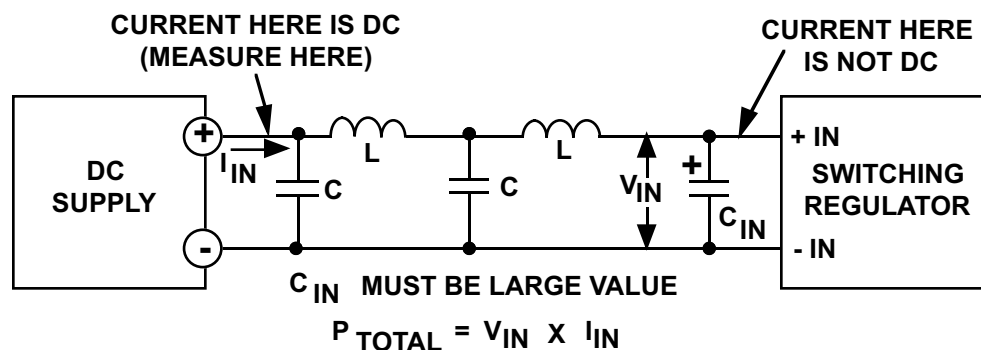 CURRENT HERE IS DC
(MEASURE HERE)
CURRENT HERE
IS NOT DC
+
I IN
L
L
+
+ IN
DC
SUPPLY
C
C
V IN
C IN
SWITCHING
REGULATOR
-
- IN
C IN MUST BE LARGE VALUE
P TOTAL = V IN X I IN